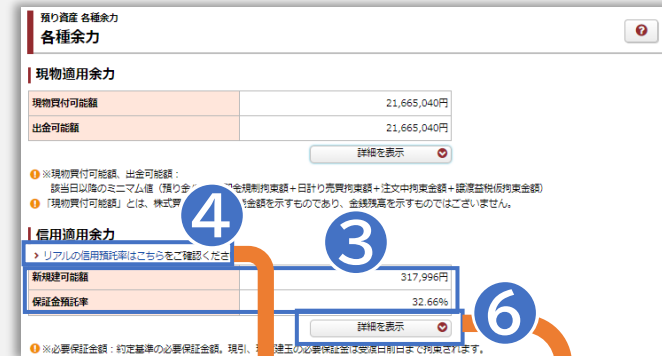 預り資産 各種余力
各種余力
?
現物適用余力
現物買付可能額 21,665,040円
出金可能額 21,665,040円
詳細を表示
※現物買付可能額、出金可能額：
該当日以降のミニマム値（預り金 金規制拘束額+日計り売買拘束額+注文中拘束金額+譲渡益税仮拘束金額）
「現物買付可能額」とは、株式買 能金額を示すものであり、金銭残高を示すものではございません。
4
3
信用適用余力
リアルの信用預託率はこちらをご確認くださ
新規建可能額 317,996円
保証金預託率 32.66%
詳細を表示
6
※必要保証金額：約定基準の必要保証金額。現引、現 建玉の必要保証金は受渡日前日まで拘束されます。